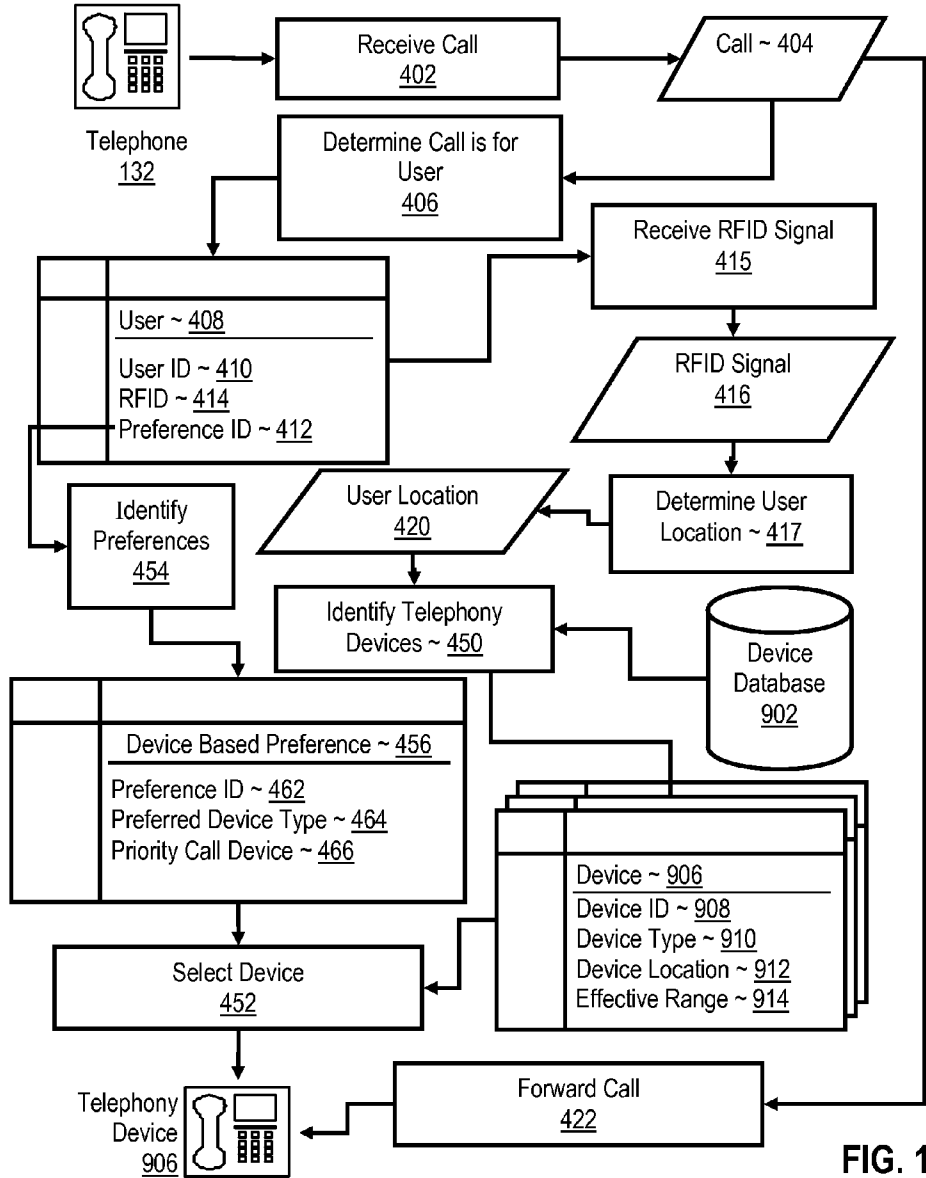 Receive Call
402
Call ~ 404
Telephone
132
Determine Call is for
User
406
Receive RFID Signal
415
User ~ 408
User ID ~ 410
RFID ~ 414
Preference ID ~ 412
RFID Signal
416
Identify
Preferences
454
User Location
420
Determine User
Location ~ 417
Identify Telephony
Devices ~ 450
Device
Database
902
Device Based Preference ~ 456
Preference ID ~ 462
Preferred Device Type ~ 464
Priority Call Device ~ 466
Device ~ 906
Device ID ~ 908
Device Type ~ 910
Device Location ~ 912
Effective Range ~ 914
Select Device
452
Telephony
Device
906
Forward Call
422
FIG. 1